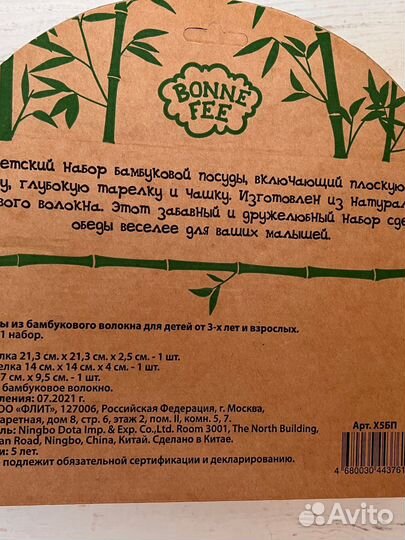 BONNE
FEE
етский набор бамбуковой посуды, включающий плоскую
у, глубокую тарелку и чашку. Изготовлен из натурал
вого волокна. Этот забавный и дружелюбный набор сде
обеды веселее для ваших малышей.
ы из бамбукового волокна для детей от 3-х лет и взрослых.
1 набор.
лка 21,3 см. х 21,3 см. х 2,5 см. - 1 шт.
елка 14 см. х 14 см. х 4 см. - 1 шт.
7 см. х 9,5 см. - 1 шт.
бамбуковое волокно.
ления: 07.2021 г.
ОО «ФЛИТ», 127066, Российская Федерация, г. Москва,
аретная, дом 8, стр. 6, этаж 2, пом. II, комн. 5, 7.
ль: Ningbo Dota Imp. & Exp. Co.,Ltd. Room 3001, The North Building,
an Road, Ningbo, China, Китай. Сделано в Китае.
и: 5 лет.
подлежит обязательной сертификации и декларированию.
Арт. Х5БП
4 680030 443761
Avito